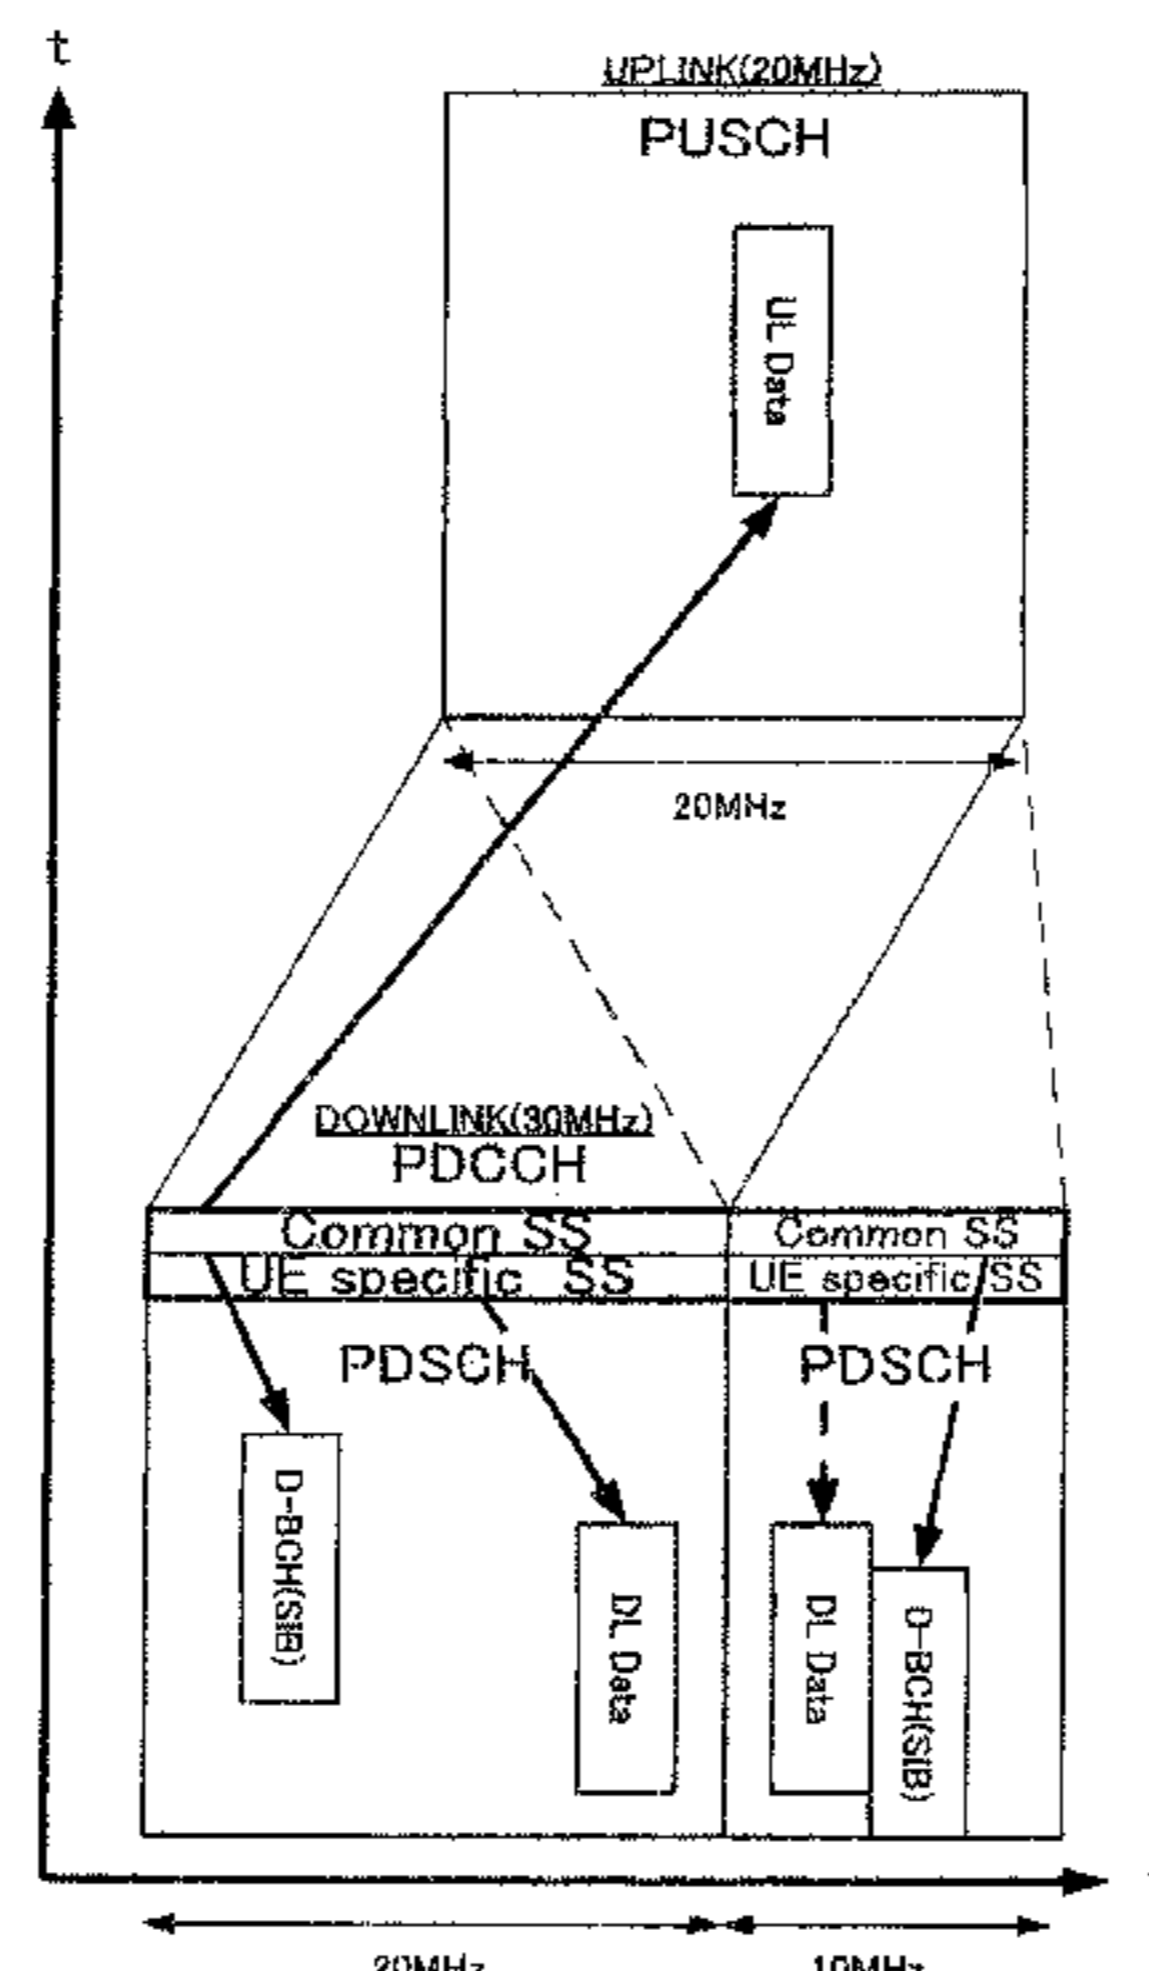 t
UPLINK(20MHz)
PUSCH
UL Data
20MHz
DOWNLINK(30MHz)
PDCCH
Common SS
Common SS
UE specific SS
UE specific SS
PDSCH
PDSCH
D-BCH(SIB)
DL Data
DL Data
D-BCH(SIB)
20MHz
10MHz